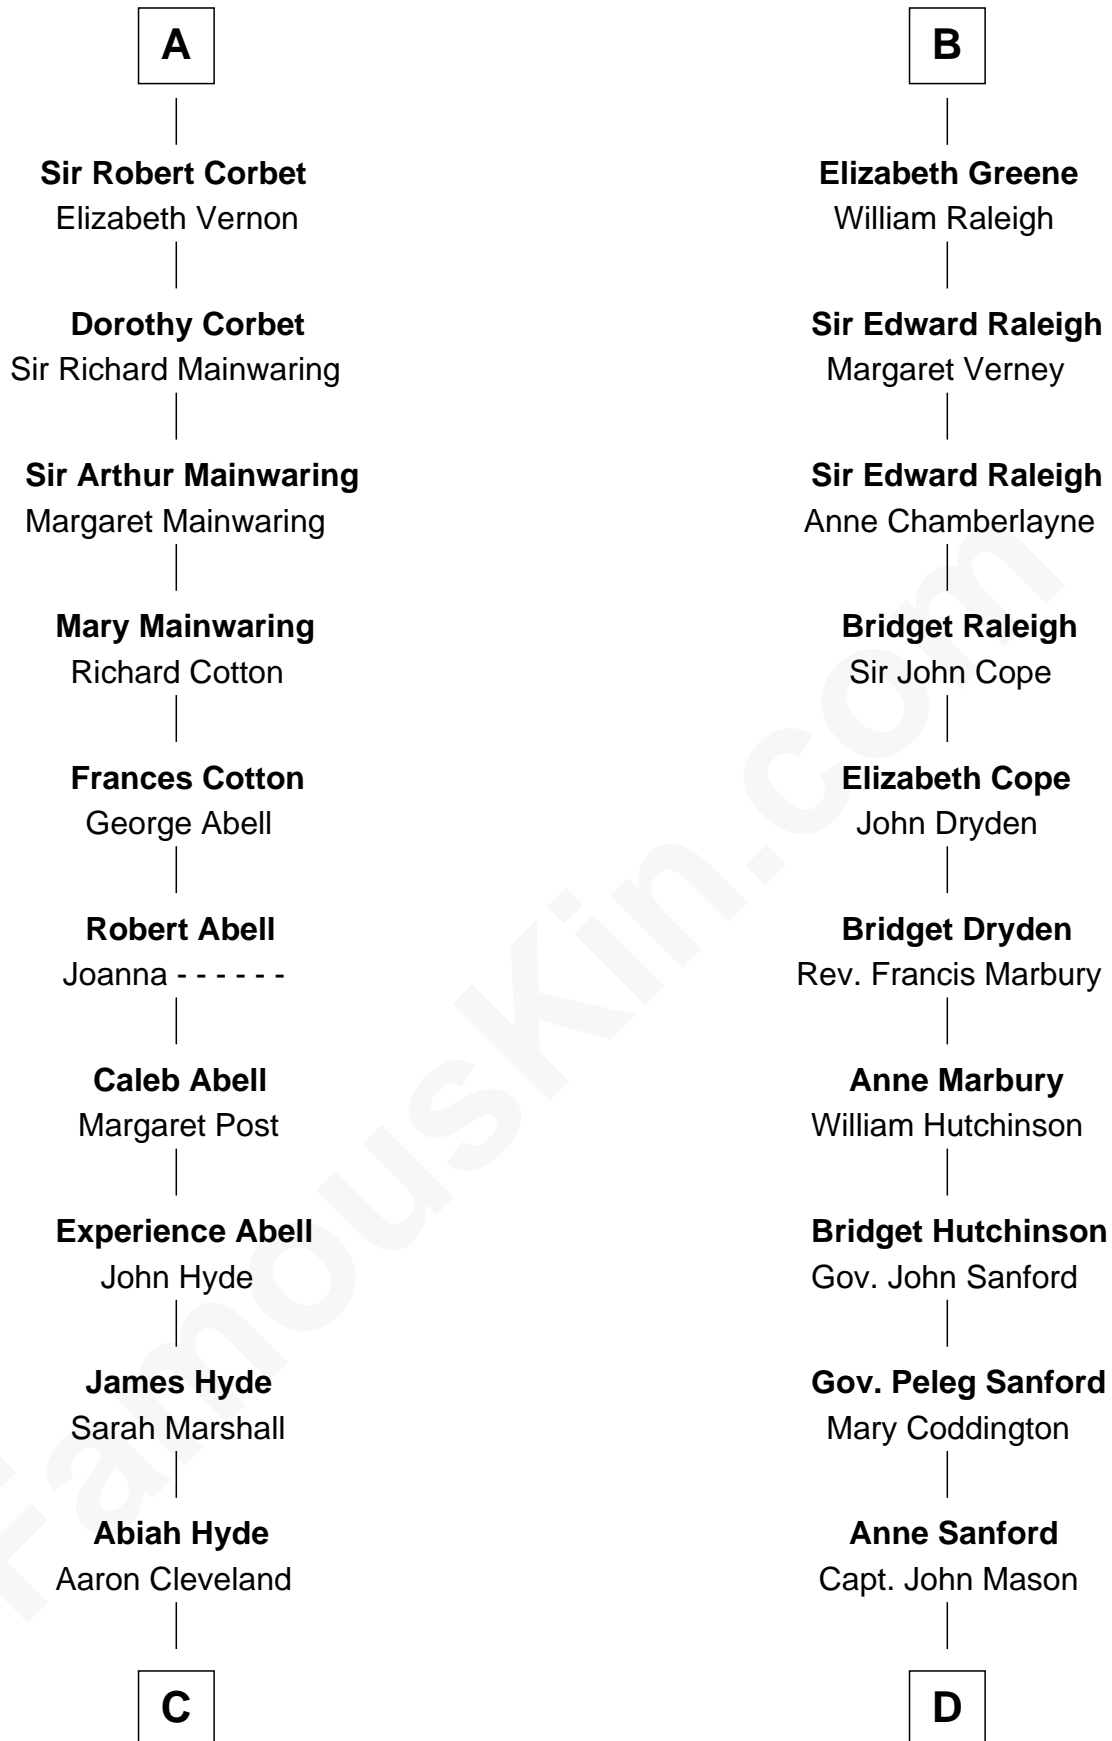 A
Sir Robert Corbet
Elizabeth Vernon
Dorothy Corbet
Sir Richard Mainwaring
Sir Arthur Mainwaring
Margaret Mainwaring
Mary Mainwaring
Richard Cotton
Frances Cotton
George Abell
Robert Abell
Joanna - - - - - -
Caleb Abell
Margaret Post
Experience Abell
John Hyde
James Hyde
Sarah Marshall
Abiah Hyde
Aaron Cleveland
C
B
Elizabeth Greene
William Raleigh
Sir Edward Raleigh
Margaret Verney
Sir Edward Raleigh
Anne Chamberlayne
Bridget Raleigh
Sir John Cope
Elizabeth Cope
John Dryden
Bridget Dryden
Rev. Francis Marbury
Anne Marbury
William Hutchinson
Bridget Hutchinson
Gov. John Sanford
Gov. Peleg Sanford
Mary Coddington
Anne Sanford
Capt. John Mason
D
FamousKin.com